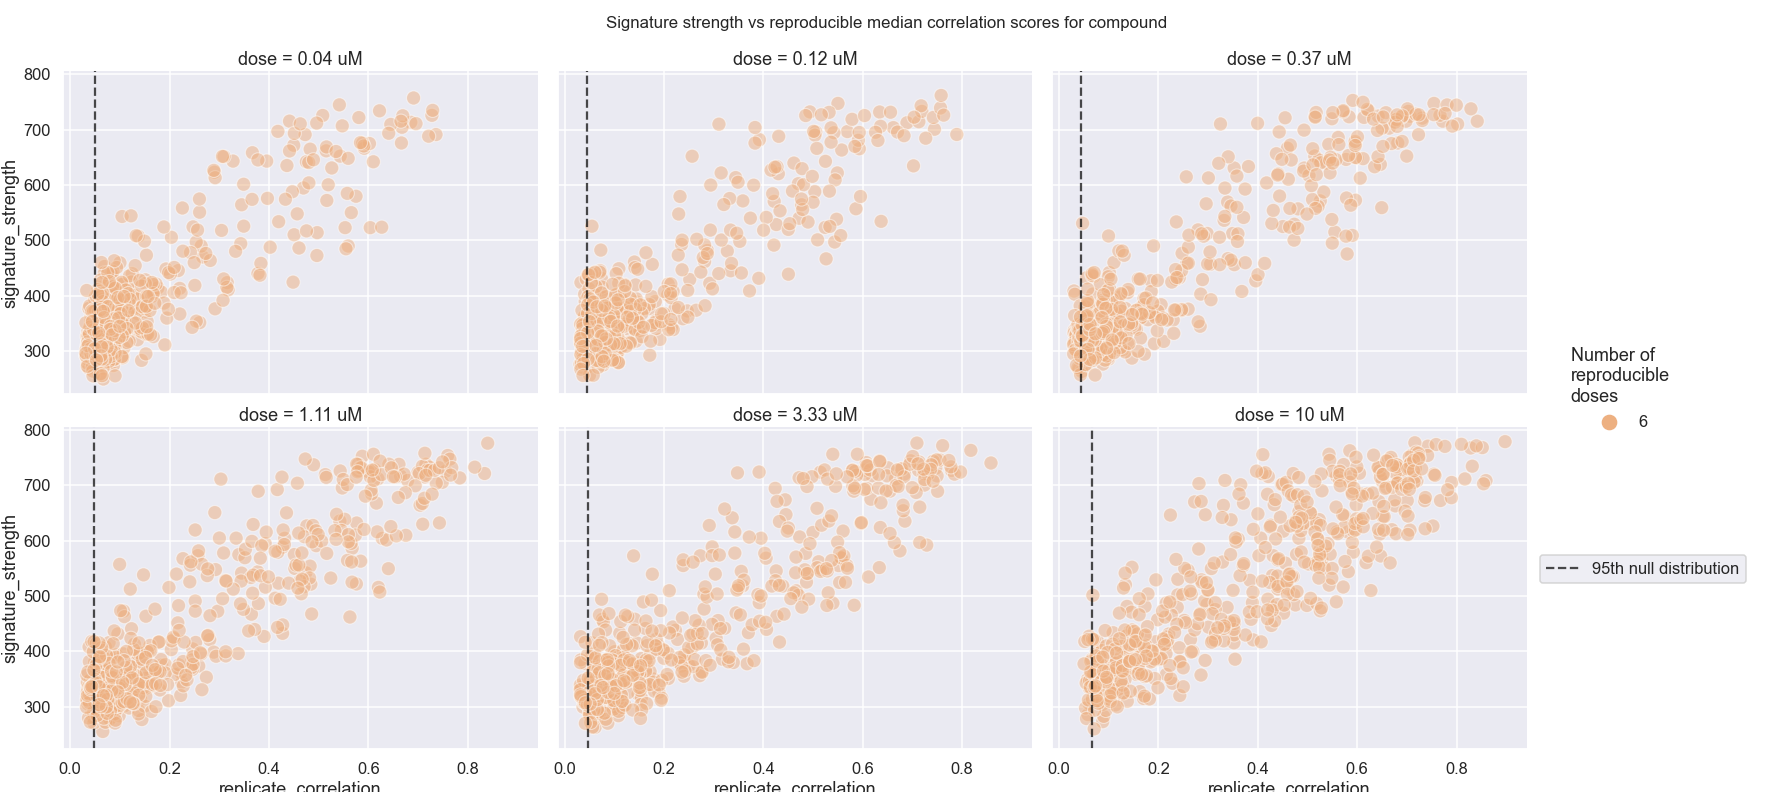 Signature strength vs reproducible median correlation scores for compound
dose = 0.04 uM
dose = 0.12 uM
dose = 0.37 uM
800
700
600
500
400
300
signature_strength
dose = 1.11 uM
dose = 3.33 uM
dose = 10 uM
800
700
600
500
400
300
signature_strength
0.0 0.2 0.4 0.6 0.8
0.0 0.2 0.4 0.6 0.8
0.0 0.2 0.4 0.6 0.8
replicate_correlation
replicate_correlation
replicate_correlation
Number of
reproducible
doses
6
95th null distribution